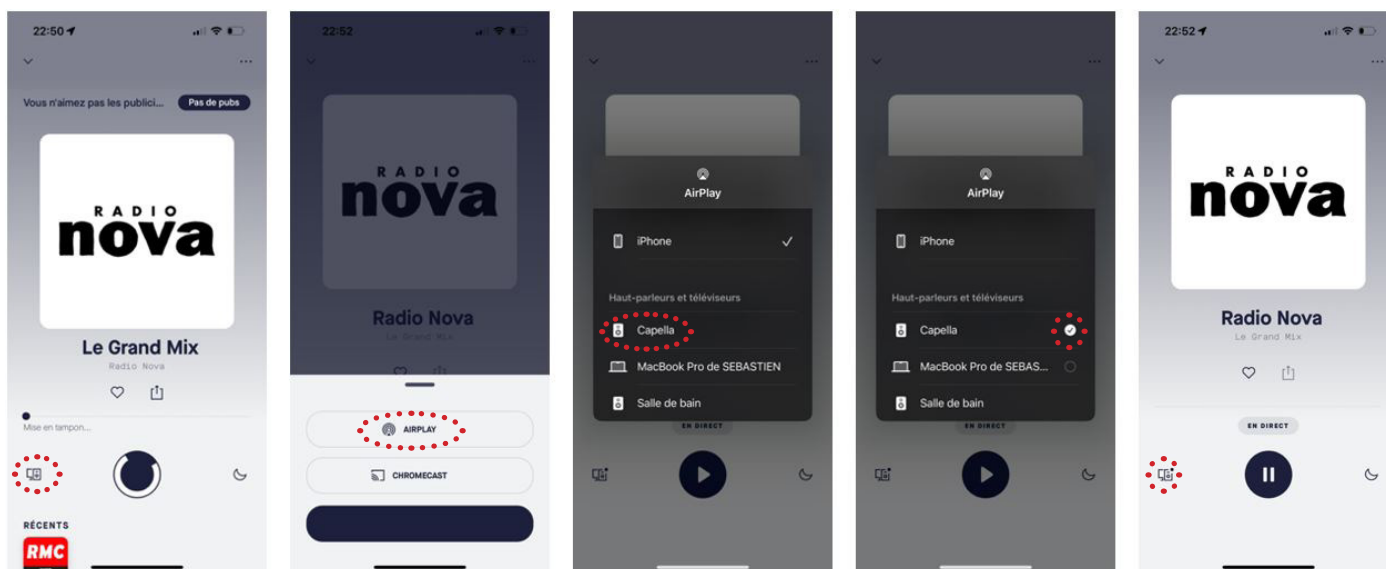 22:50
Vous n'aimez pas les publici...
Pas de pubs
RADIO
nova
Le Grand Mix
Radio Nova
Mise en tampon...
RÉCENTS
RMC
22:52
RADIO
nova
Radio Nova
Le Grand Mix
AIRPLAY
CHROMECAST
AirPlay
iPhone
Haut-parleurs et téléviseurs
Capella
MacBook Pro de SEBASTIEN
Salle de bain
EN DIRECT
AirPlay
iPhone
Haut-parleurs et téléviseurs
Capella
MacBook Pro de SEBAS...
Salle de bain
EN DIRECT
22:52
RADIO
nova
Radio Nova
Le Grand Mix
EN DIRECT